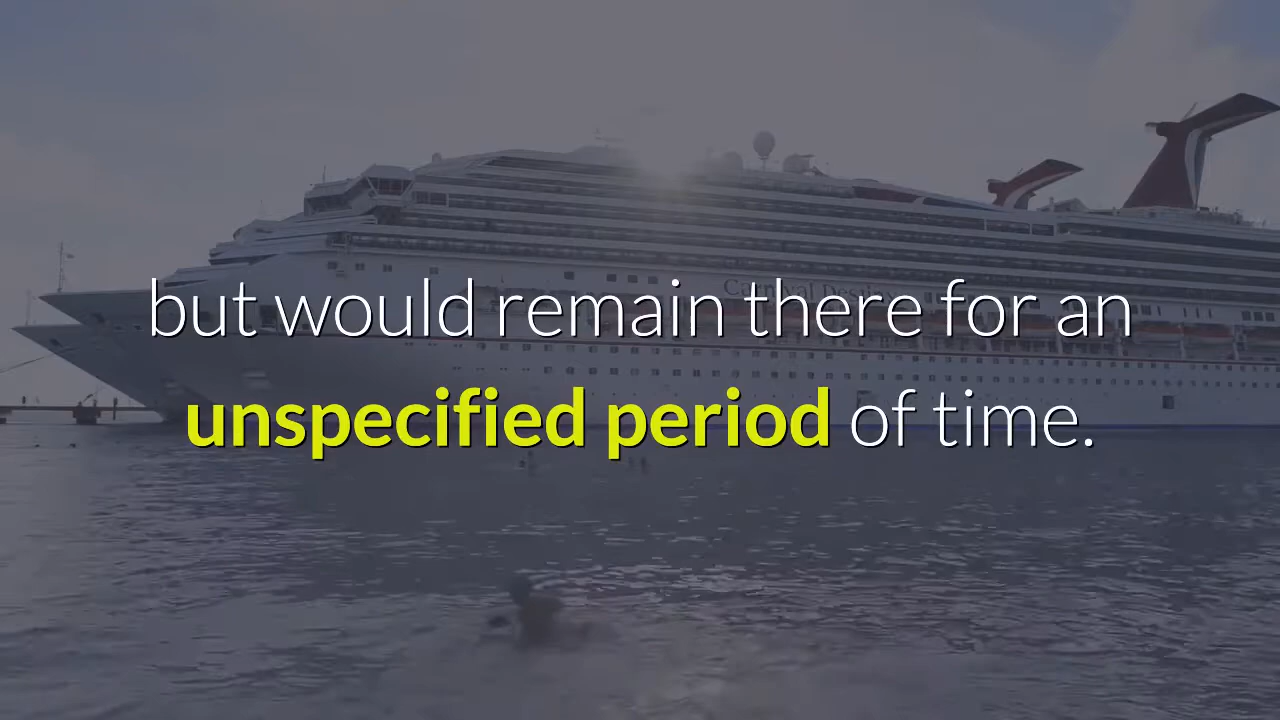 but would remain there for an
unspecified period of time.